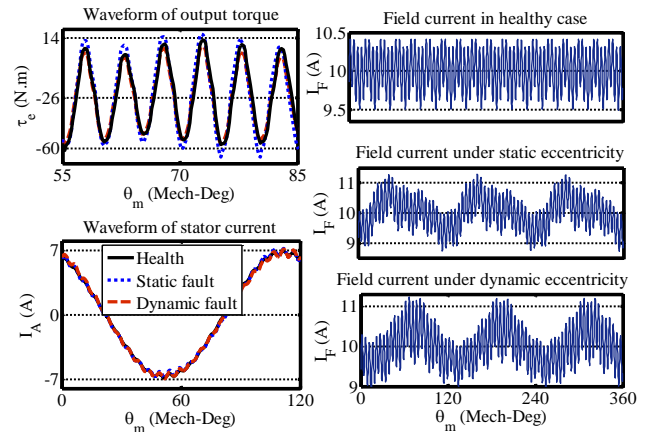 Waveform of output torque
14
-26
-60
τe (N.m)
55
70
85
θm (Mech-Deg)
Waveform of stator current
7
0
-7
IA (A)
Health
Static fault
Dynamic fault
0
60
120
θm (Mech-Deg)
Field current in healthy case
10.5
10.0
9.5
IF (A)
Field current under static eccentricity
11
10
9
IF (A)
Field current under dynamic eccentricity
11
10
9
IF (A)
0
120
240
360
θm (Mech-Deg)